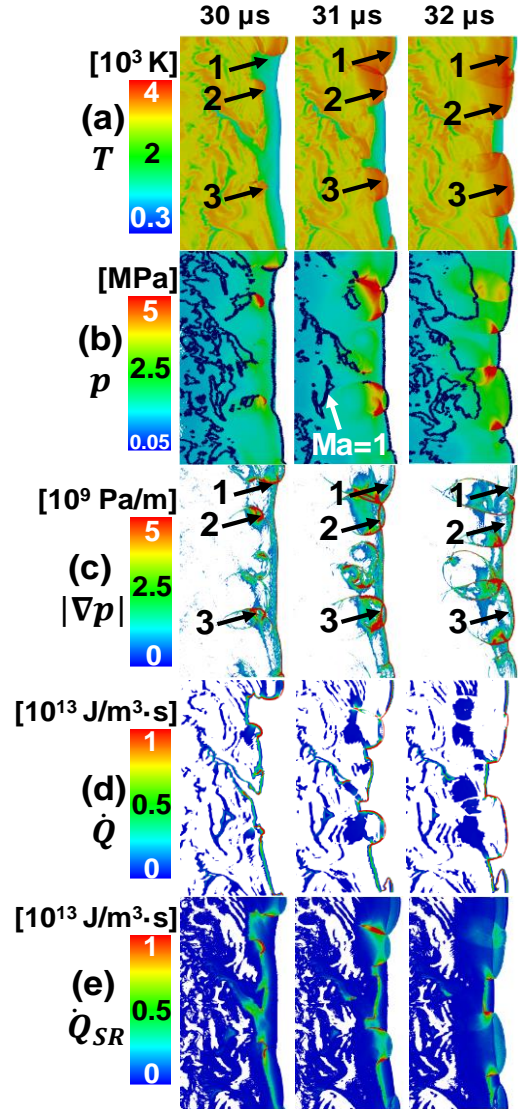 30 µs 31 µs 32 µs
[10³ K]
4
2
0.3
(a)
T
1
2
3
1
2
3
1
2
3
[MPa]
5
2.5
0.05
(b)
p
Ma=1
[10⁹ Pa/m]
5
2.5
0
(c)
|∇p|
1
2
3
1
2
3
1
2
3
[10¹³ J/m³·s]
1
0.5
0
(d)
Q̇
[10¹³ J/m³·s]
1
0.5
0
(e)
Q̇SR